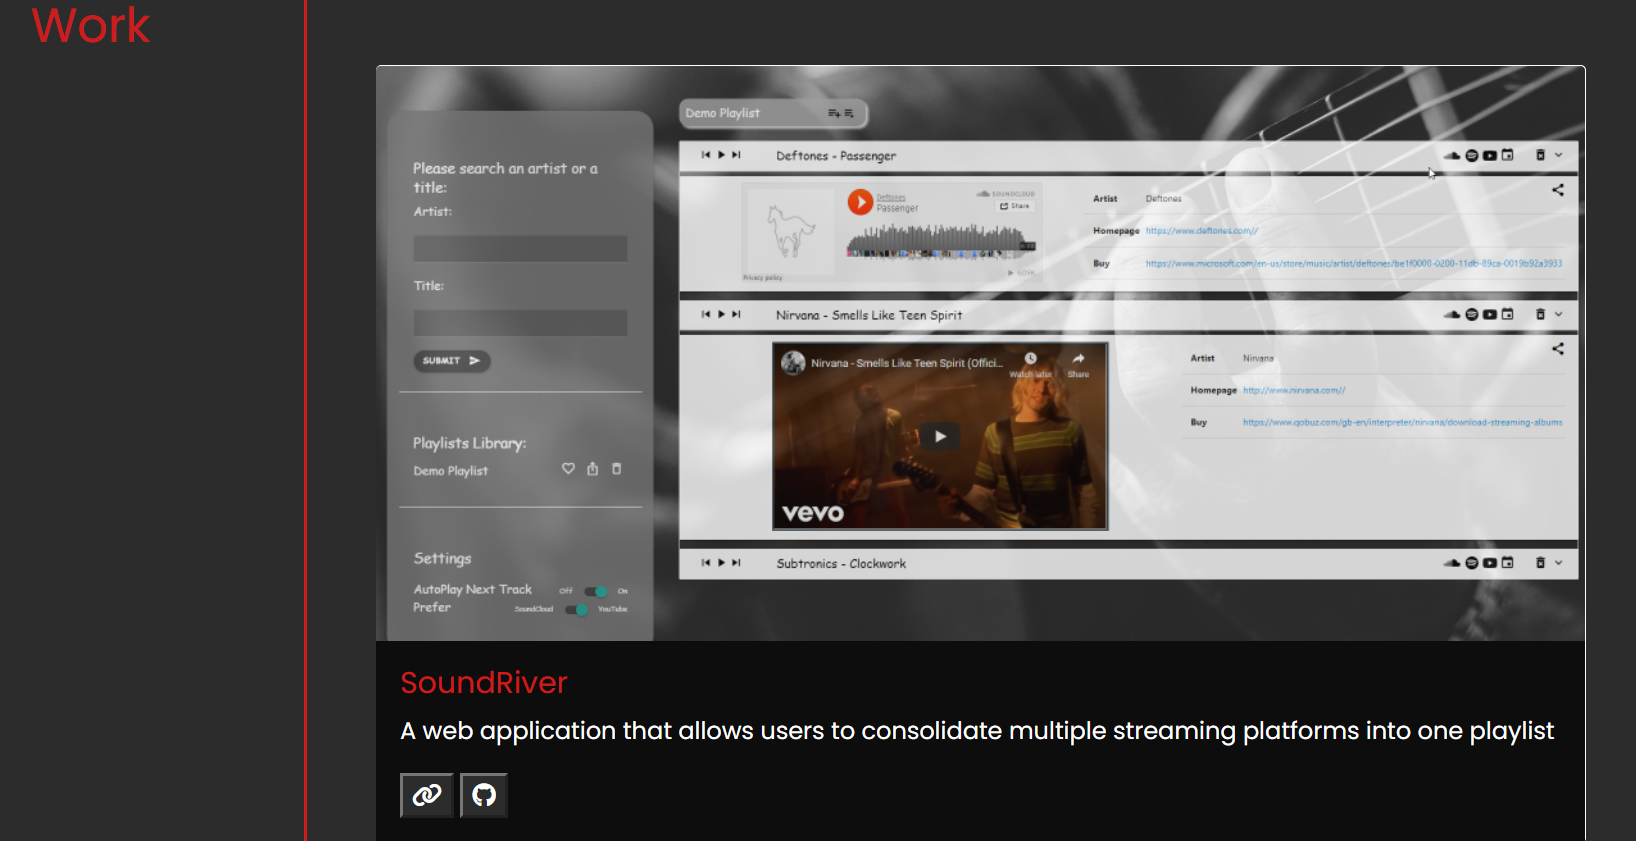 Work
Demo Playlist
Please search an artist or a
title:
Artist:
Title:
SUBMIT
Playlists Library:
Demo Playlist
Settings
AutoPlay Next Track Off On
Prefer SoundCloud YouTube
Deftones - Passenger
Deftones
Passenger
SOUNDCLOUD
Share
Privacy policy
Artist Deftones
Homepage https://www.deftones.com//
Buy https://www.microsoft.com/en-us/store/music/artist/deftones/be1f0000-0200-11db-89ca-0019b92a3933
Nirvana - Smells Like Teen Spirit
Nirvana - Smells Like Teen Spirit (Offici...
Watch later
Share
vevo
Artist Nirvana
Homepage http://www.nirvana.com//
Buy https://www.qobuz.com/gb-en/interpreter/nirvana/download-streaming-albums
Subtronics - Clockwork
SoundRiver
A web application that allows users to consolidate multiple streaming platforms into one playlist